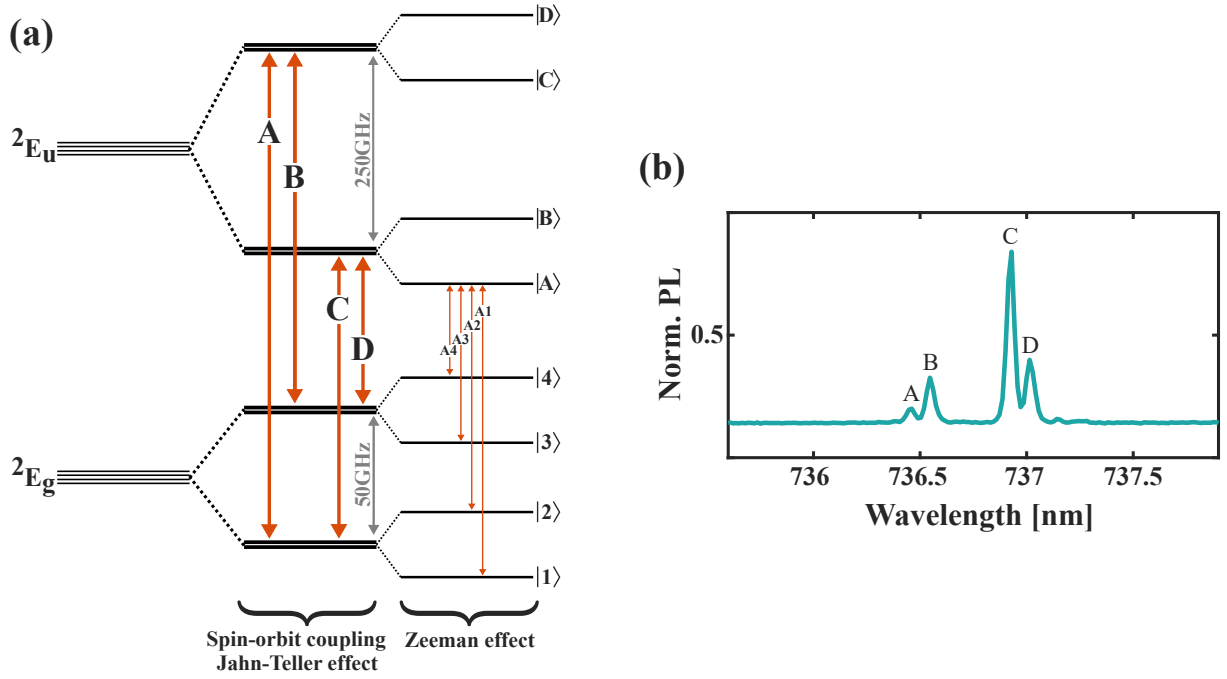 (a)
|D⟩
|C⟩
²Eᵤ
A
B
250GHz
|B⟩
|A⟩
C
D
A1
A2
A3
A4
|4⟩
|3⟩
²E_g
50GHz
|2⟩
|1⟩
Spin-orbit coupling
Jahn-Teller effect
Zeeman effect
(b)
Norm. PL
0.5
A
B
C
D
736
736.5
737
737.5
Wavelength [nm]